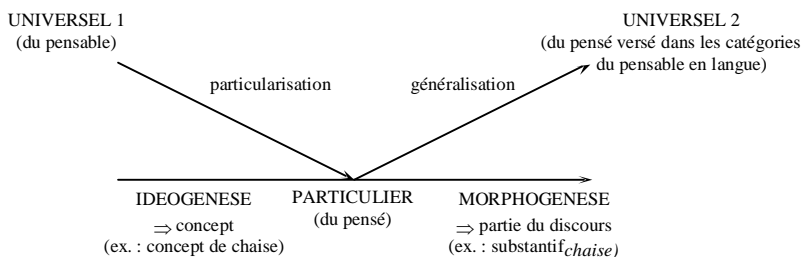 UNIVERSEL 1
(du pensable)
UNIVERSEL 2
(du pensé versé dans les catégories
du pensable en langue)
particularisation
généralisation
IDEOGENESE
⇒ concept
(ex. : concept de chaise)
PARTICULIER
(du pensé)
MORPHOGENESE
⇒ partie du discours
(ex. : substantif chaise)